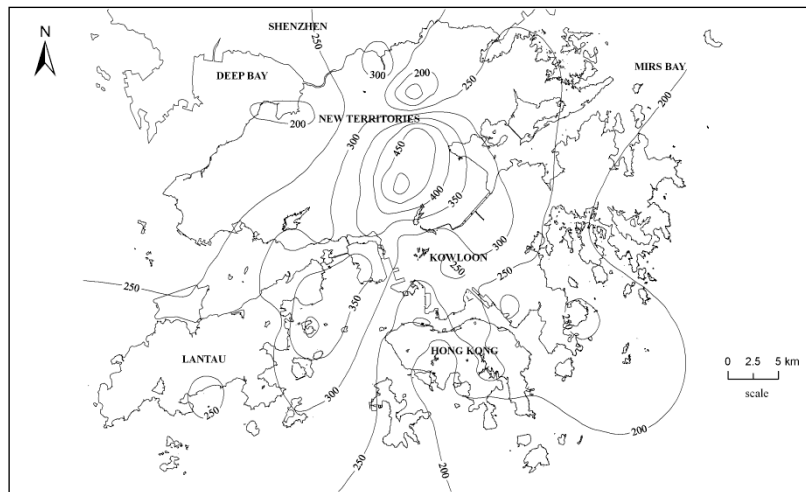 SHENZHEN
N
250
DEEP BAY
300
200
250
MIRS BAY
200
200
NEW TERRITORIES
300
450
400
350
300
KOWLOON
250
250
250
350
250
HONG KONG
LANTAU
0 2.5 5 km
scale
300
250
200
250
200